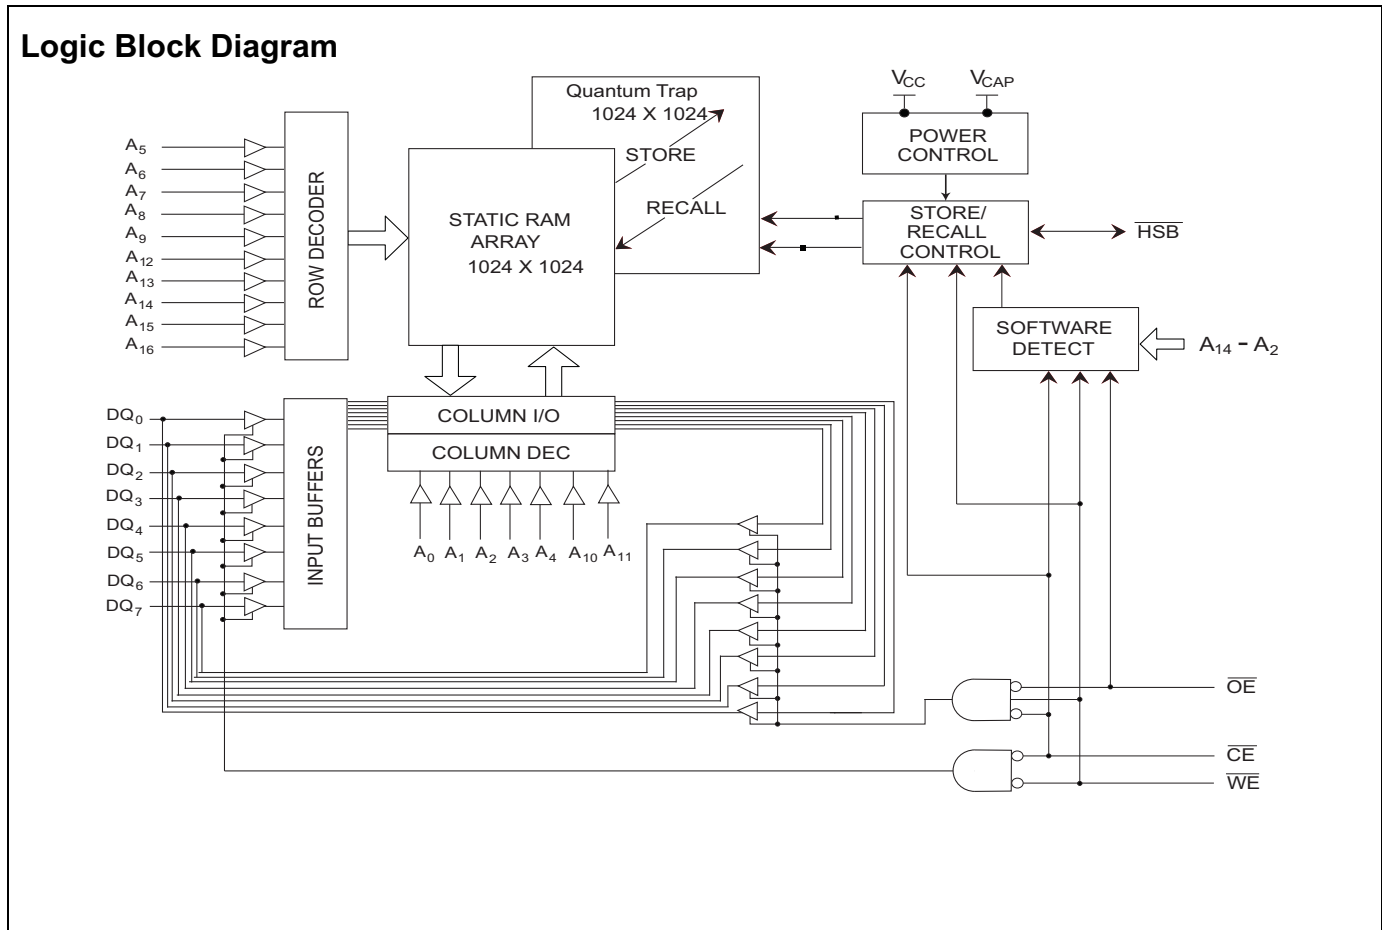 Logic Block Diagram
Quantum Trap
1024 X 1024
STORE
RECALL
STATIC RAM
ARRAY
1024 X 1024
ROW DECODER
A5
A6
A7
A8
A9
A12
A13
A14
A15
A16
VCC
VCAP
POWER
CONTROL
STORE/
RECALL
CONTROL
HSB
SOFTWARE
DETECT
A14 – A2
DQ0
DQ1
DQ2
DQ3
DQ4
DQ5
DQ6
DQ7
INPUT BUFFERS
COLUMN I/O
COLUMN DEC
A0 A1 A2 A3 A4 A10 A11
OE
CE
WE